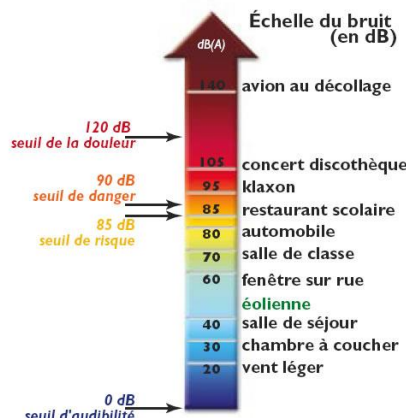 Échelle du bruit
(en dB)
dB(A)
140 avion au décollage
120 dB
seuil de la douleur
105 concert discothèque
90 dB
seuil de danger
95 klaxon
85 restaurant scolaire
85 dB
seuil de risque
80 automobile
70 salle de classe
60 fenêtre sur rue
éolienne
40 salle de séjour
30 chambre à coucher
20 vent léger
0 dB
seuil d'audibilité